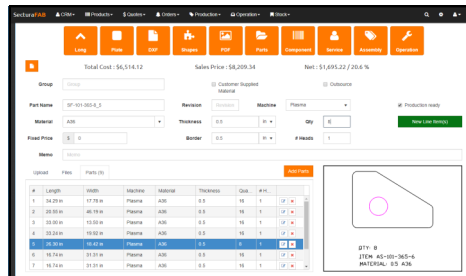 SecturaFAB CRM Products $ Quotes Orders Production Operation Stock
Long Plate DXF Shapes PDF Parts Component Service Assembly Operation
Total Cost : $6,514.12 Sales Price : $8,209.34 Net : $1,695.22 / 20.6 %
Group Customer Supplied Material Outsource
Part Name SF-101-365-8_5 Revision Revision Machine Plasma Production ready
Material A36 Thickness 0.5 in Qty 8 New Line Item(s)
Fixed Price $ 0 Border 0.5 in # Heads 1
Memo Memo
Upload Files Parts (9) Add Parts
# Length Width Machine Material Thickness Qua... # H...
1 34.29 in 17.78 in Plasma A36 0.5 16 1
2 20.55 in 46.19 in Plasma A36 0.5 16 1
3 33.00 in 15.50 in Plasma A36 0.5 16 1
4 33.24 in 19.92 in Plasma A36 0.5 16 1
5 26.30 in 18.42 in Plasma A36 0.5 8 1
6 16.74 in 31.31 in Plasma A36 0.5 16 1
7 16.74 in 31.31 in Plasma A36 0.5 16 1
QTY: 8
ITEM AS-101-365-6
MATERIAL: 0.5 A36